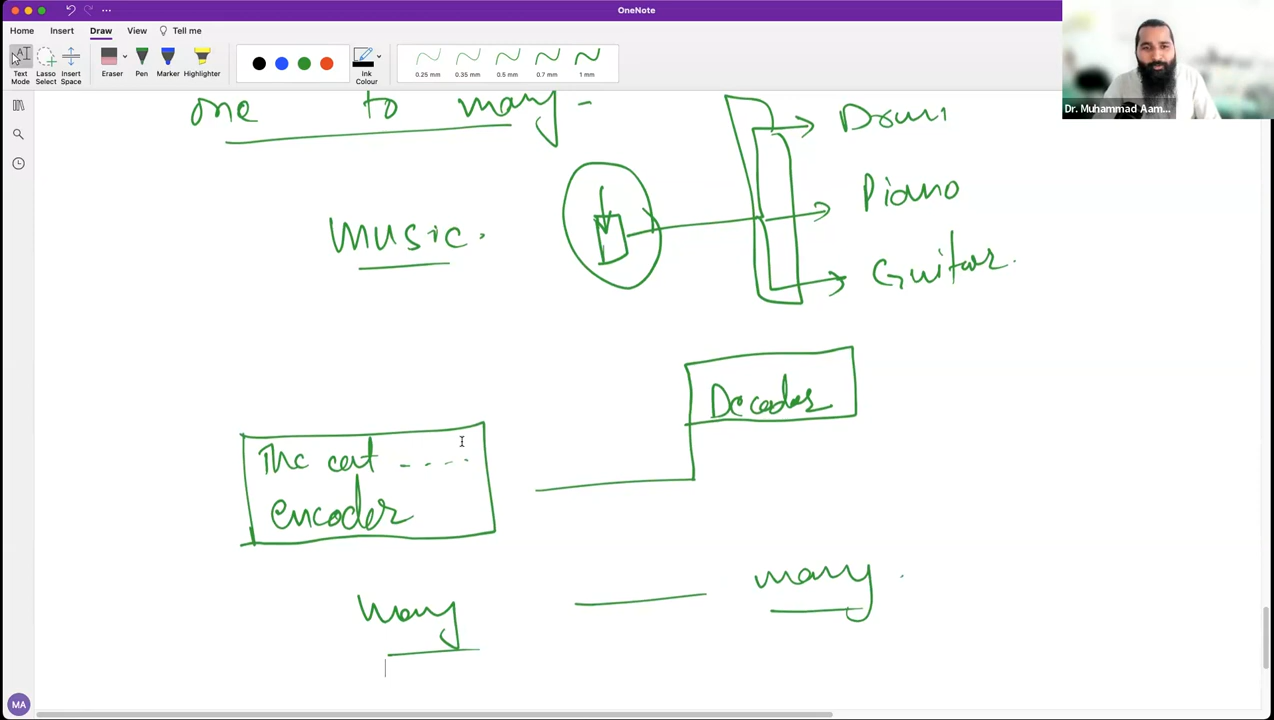 OneNote
Home Insert Draw View Tell me
Text Mode
Lasso Select
Insert Space
Eraser
Pen
Marker
Highlighter
Ink Colour
0.25 mm 0.35 mm 0.5 mm 0.7 mm 1 mm
Dr. Muhammad Aam...
one to many -
Drum
Piano
music.
Guitar.
Decoder
The cat - - - -
encoder
many
many
MA